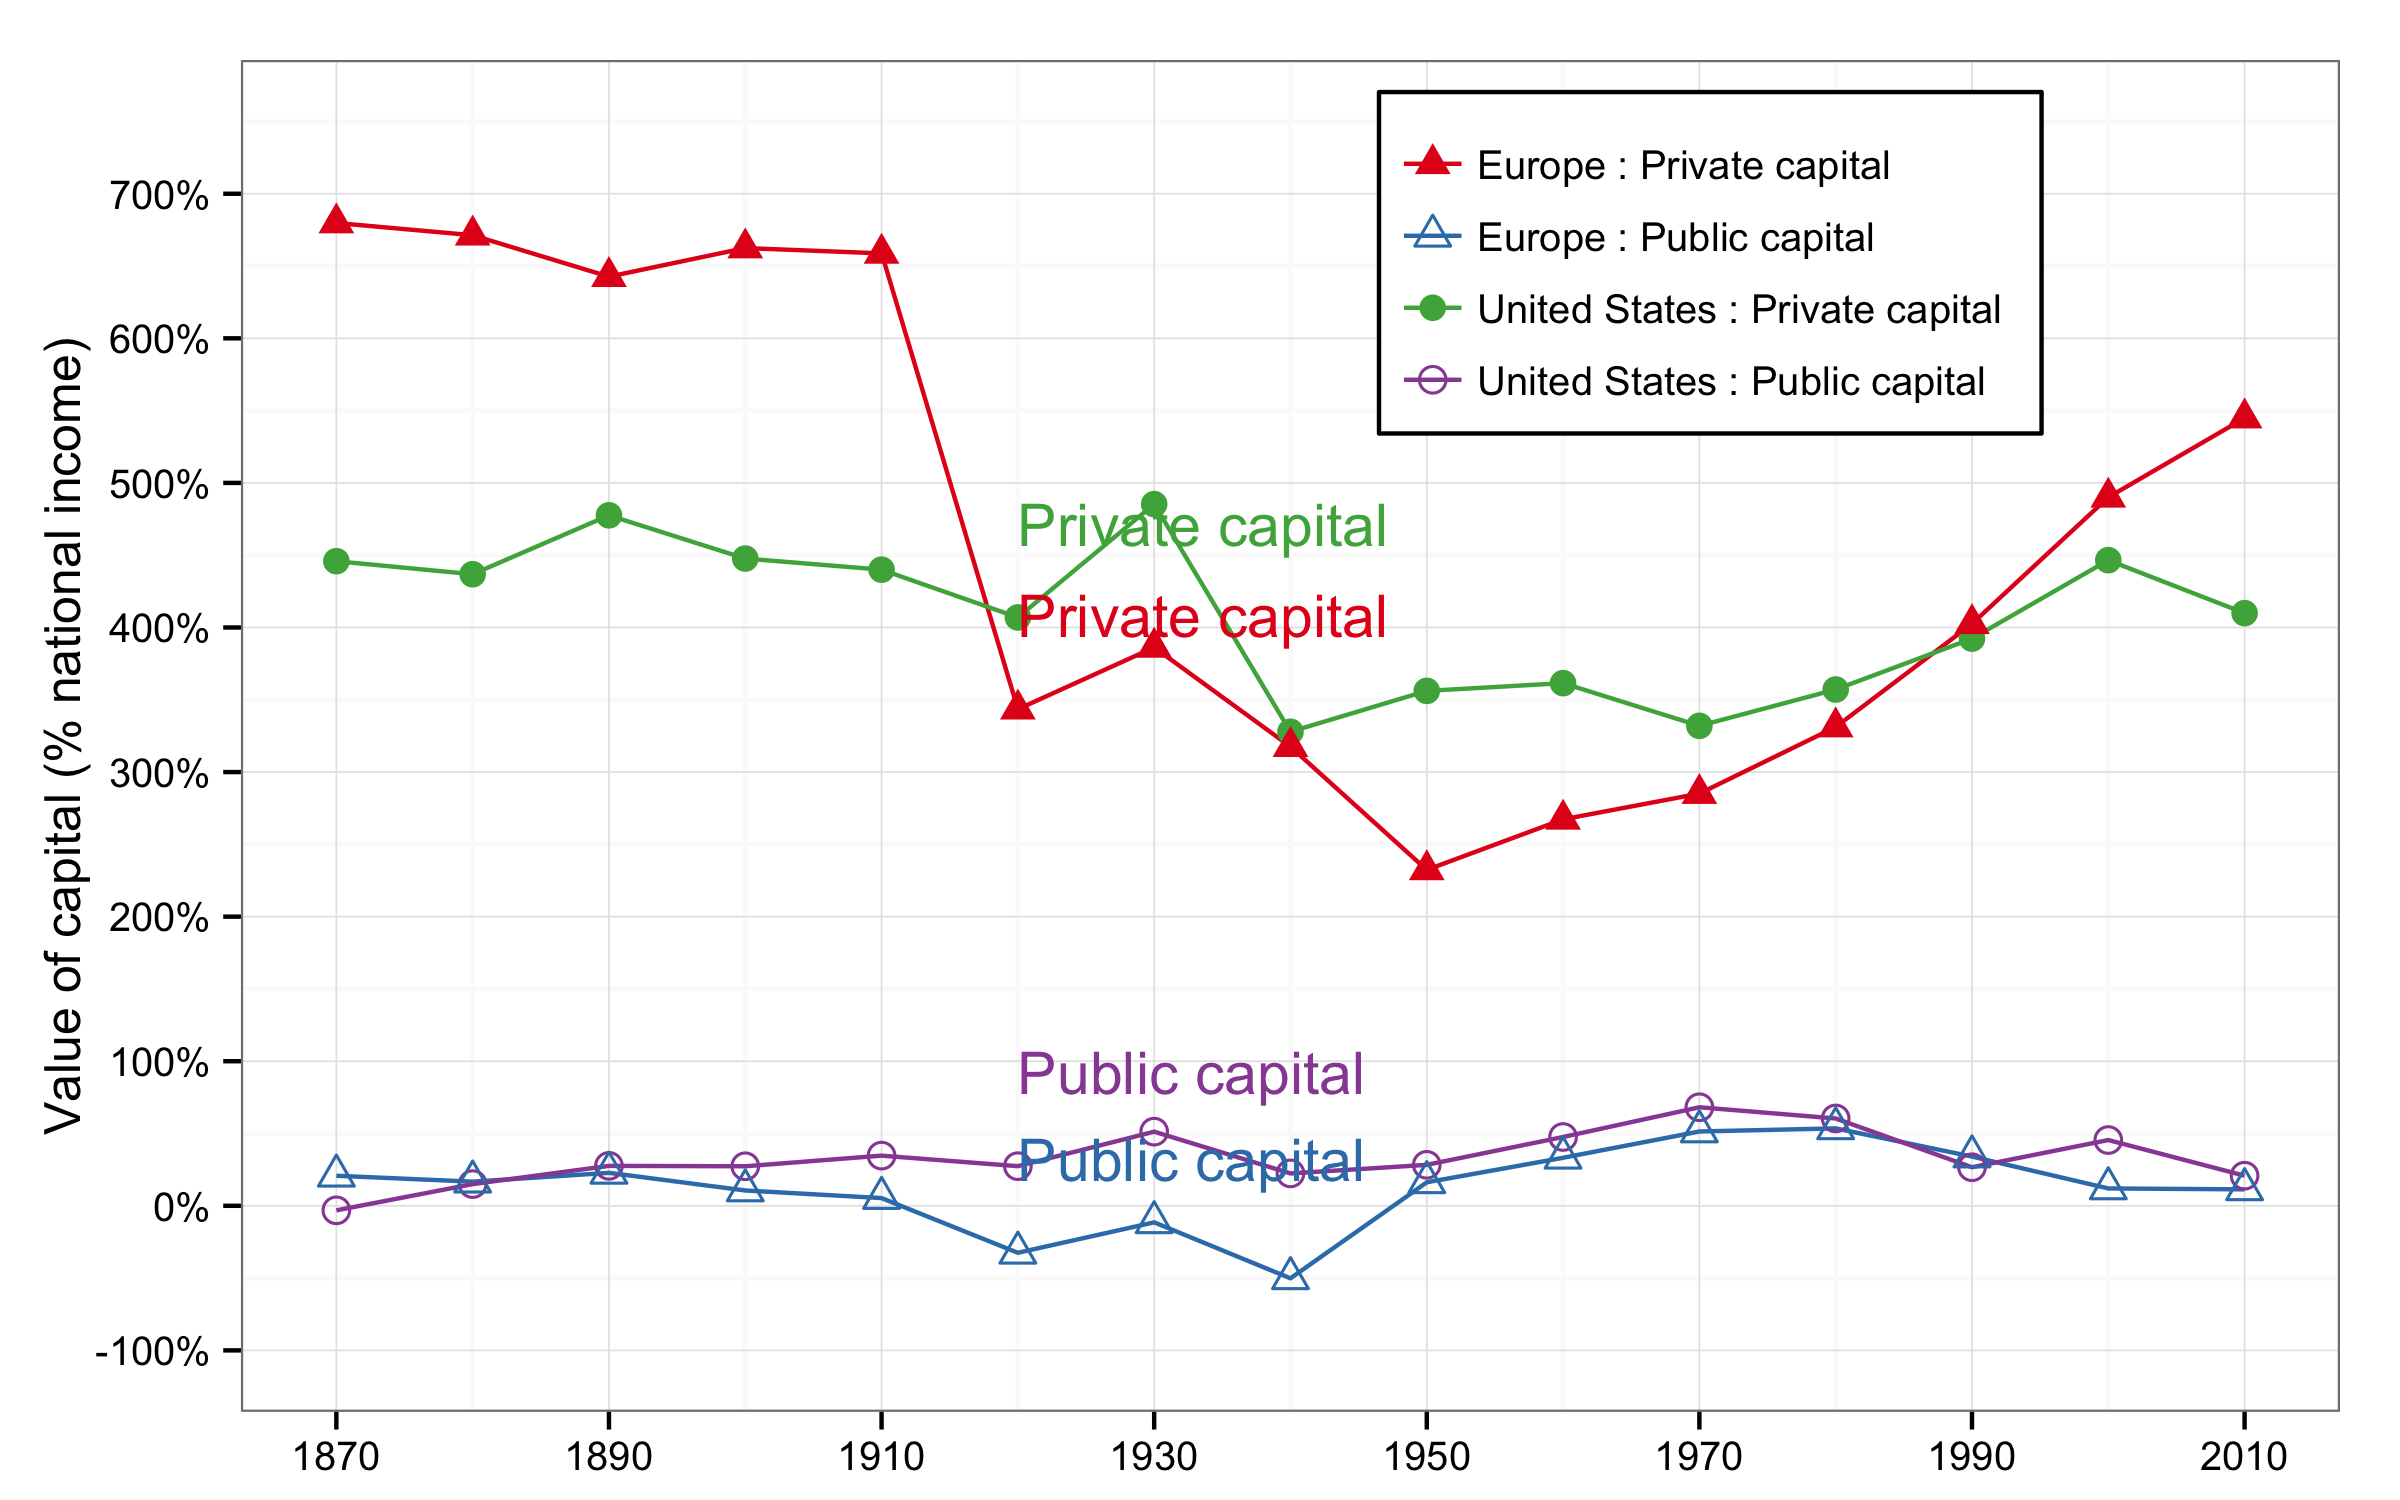 Europe : Private capital
Europe : Public capital
United States : Private capital
United States : Public capital
Value of capital (% national income)
700%
600%
500%
400%
300%
200%
100%
0%
-100%
Private capital
Private capital
Public capital
Public capital
1870 1890 1910 1930 1950 1970 1990 2010